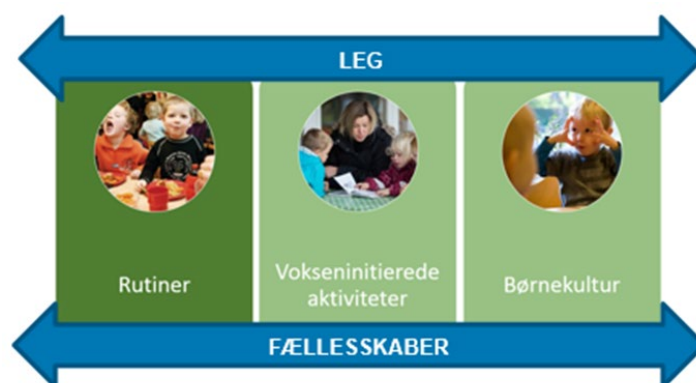 LEG
Rutiner
Vokseninitierede
aktiviteter
Børnekultur
FÆLLESSKABER